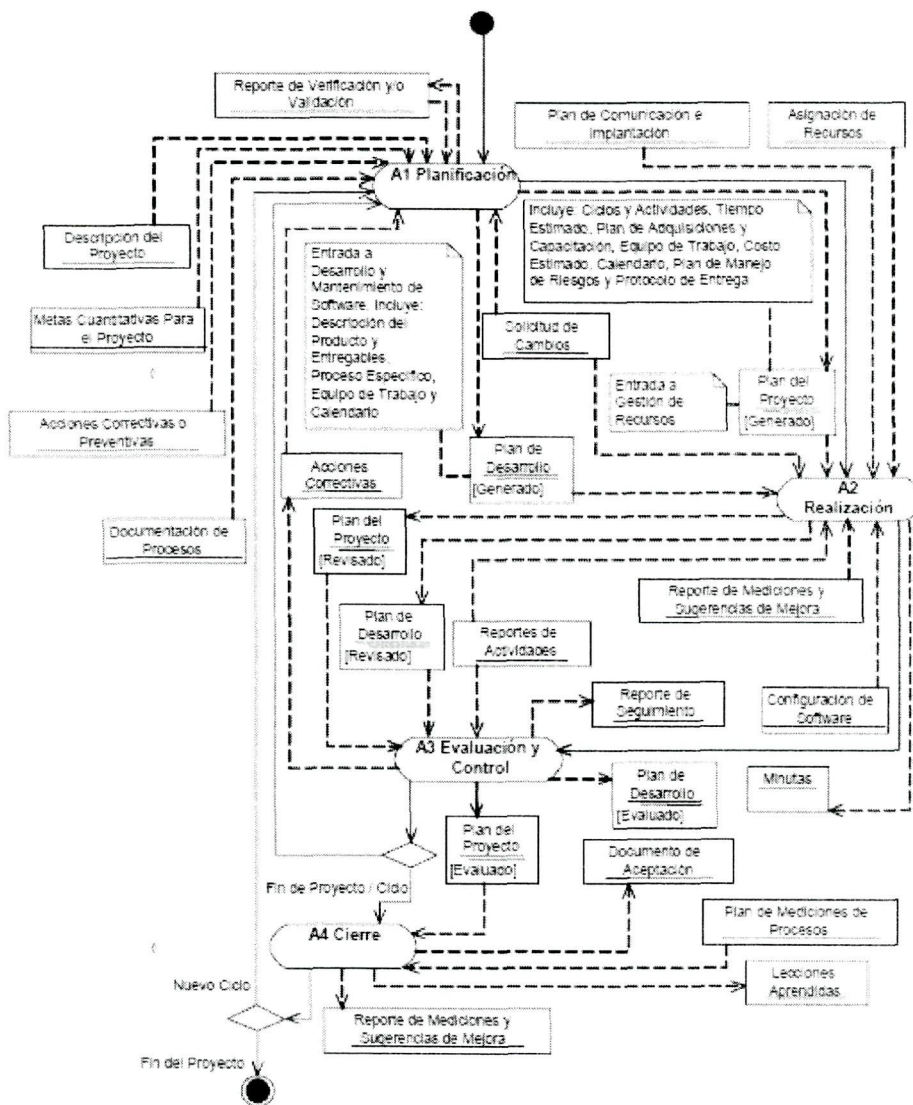 Reporte de Verificación y/o
Validación
Plan de Comunicación e
Implantación
Asignación de
Recursos
A1 Planificación
Descripción del
Proyecto
Entrada a
Desarrollo y
Mantenimiento de
Software. Incluye:
Descripción del
Producto y
Entregables,
Proceso Específico,
Equipo de Trabajo y
Calendario
Incluye: Ciclos y Actividades, Tiempo
Estimado, Plan de Adquisiciones y
Capacitación, Equipo de Trabajo, Costo
Estimado, Calendario, Plan de Manejo
de Riesgos y Protocolo de Entrega
Metas Cuantitativas Para
el Proyecto
Solicitud de
Cambios
Entrada a
Gestión de
Recursos
Plan del
Proyecto
[Generado]
Acciones Correctivas o
Preventivas
Acciones
Correctivas
Plan de
Desarrollo
[Generado]
A2
Realización
Documentación de
Procesos
Plan del
Proyecto
[Revisado]
Reporte de Mediciones y
Sugerencias de Mejora
Plan de
Desarrollo
[Revisado]
Reportes de
Actividades
Reporte de
Seguimiento
Configuración de
Software
A3 Evaluación y
Control
Plan de
Desarrollo
[Evaluado]
Minutas
Plan del
Proyecto
[Evaluado]
Documento de
Aceptación
Fin de Proyecto / Ciclo
A4 Cierre
Plan de Mediciones de
Procesos
Lecciones
Aprendidas
Nuevo Ciclo
Reporte de Mediciones y
Sugerencias de Mejora
Fin del Proyecto